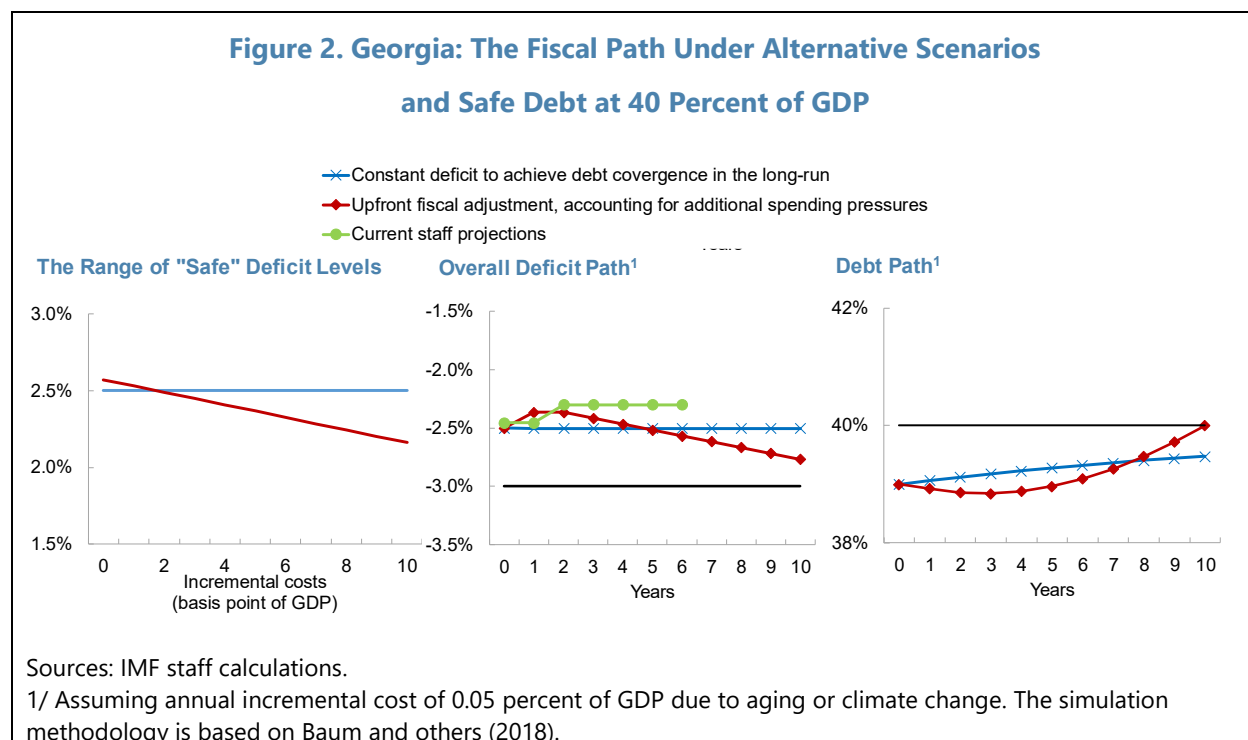 Figure 2. Georgia: The Fiscal Path Under Alternative Scenarios
and Safe Debt at 40 Percent of GDP
Constant deficit to achieve debt covergence in the long-run
Upfront fiscal adjustment, accounting for additional spending pressures
Current staff projections
The Range of "Safe" Deficit Levels
3.0%
2.5%
2.0%
1.5%
0 2 4 6 8 10
Incremental costs
(basis point of GDP)
Overall Deficit Path¹
-1.5%
-2.0%
-2.5%
-3.0%
-3.5%
0 1 2 3 4 5 6 7 8 9 10
Years
Debt Path¹
42%
40%
38%
0 1 2 3 4 5 6 7 8 9 10
Years
Sources: IMF staff calculations.
1/ Assuming annual incremental cost of 0.05 percent of GDP due to aging or climate change. The simulation
methodology is based on Baum and others (2018).